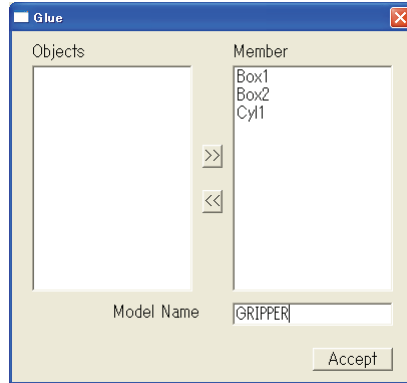 Glue
Objects
Member
Box1
Box2
Cyl1
>>
<<
Model Name
GRIPPER
Accept